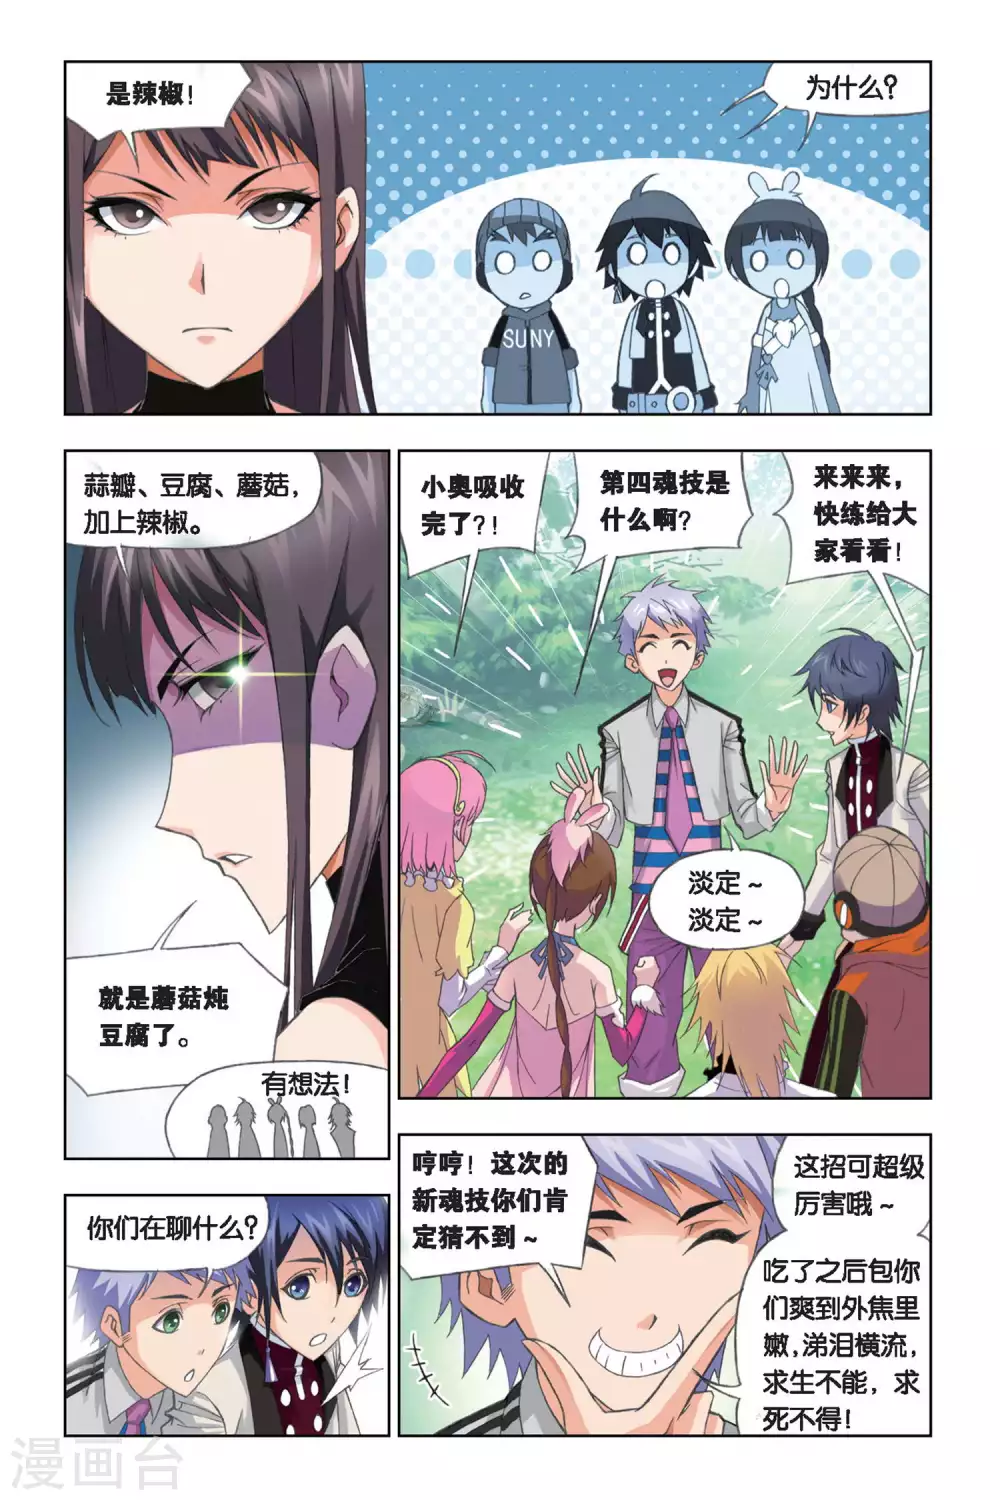 是辣椒！
为什么？
SUNY
蒜瓣、豆腐、蘑菇，
加上辣椒。
就是蘑菇炖
豆腐了。
有想法！
小奥吸收
完了？！
第四魂技是
什么啊？
来来来，
快练给大
家看看！
淡定～
淡定～
你们在聊什么？
哼哼！这次的
新魂技你们肯
定猜不到～
这招可超级
厉害哦～
吃了之后包你
们爽到外焦里
嫩，涕泪横流，
求生不能，求
死不得！
漫画台